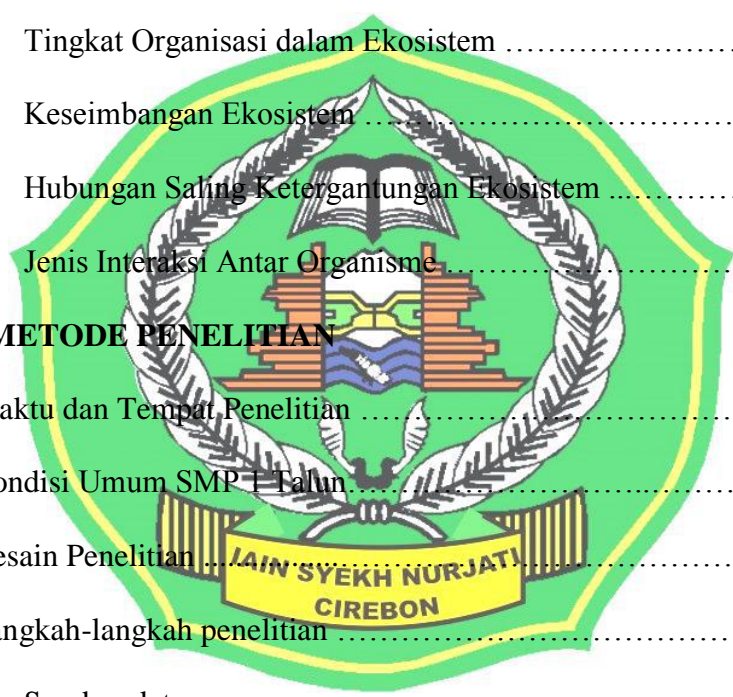 Tingkat Organisasi dalam Ekosistem ……………………
Keseimbangan Ekosistem ……………………………………
Hubungan Saling Ketergantungan Ekosistem ...…………
Jenis Interaksi Antar Organisme ……………………………
METODE PENELITIAN
aktu dan Tempat Penelitian ……………………………………
ondisi Umum SMP 1 Talun……………………………..…………
esain Penelitian ...................…………………………………………
IAIN SYEKH NURJATI
CIREBON
angkah-langkah penelitian ………………………………………